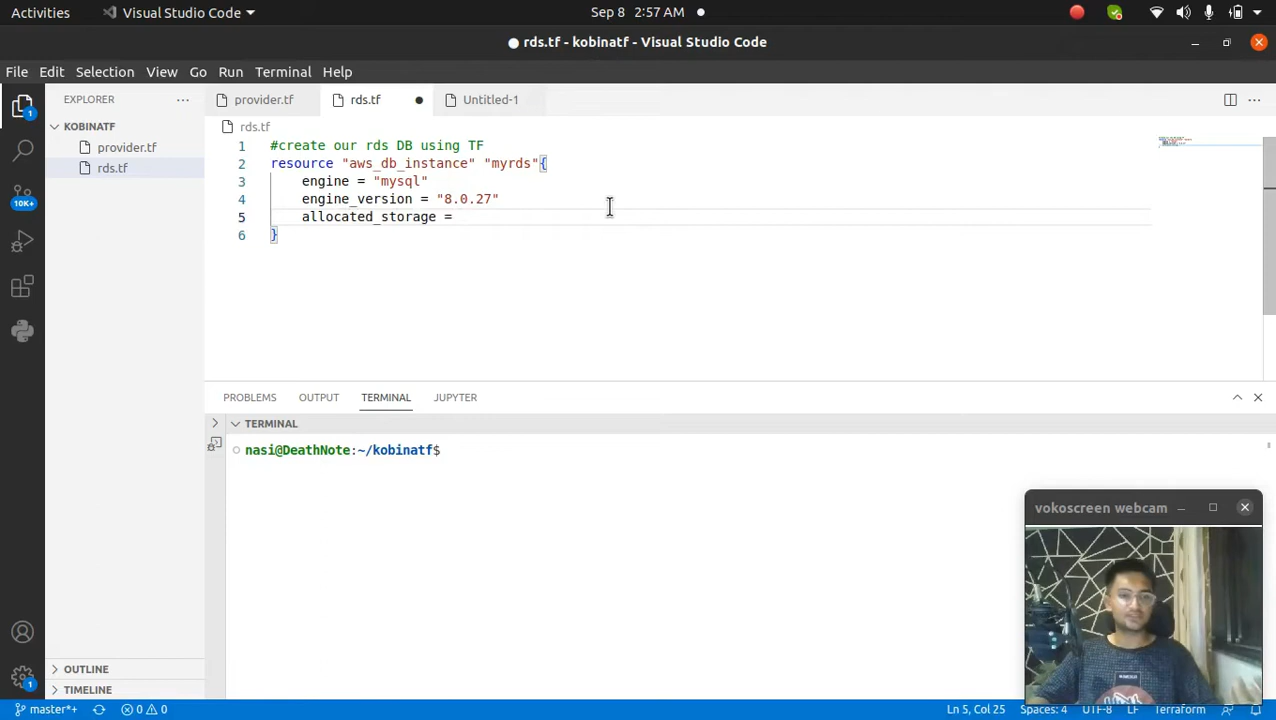 Activities Visual Studio Code Sep 8 2:57 AM
rds.tf - kobinatf - Visual Studio Code
File Edit Selection View Go Run Terminal Help
EXPLORER provider.tf rds.tf Untitled-1
KOBINATF rds.tf
provider.tf
rds.tf
1 #create our rds DB using TF
2 resource "aws_db_instance" "myrds"{
3 engine = "mysql"
4 engine_version = "8.0.27"
5 allocated_storage =
6 }
1
10K+
PROBLEMS OUTPUT TERMINAL JUPYTER
TERMINAL
nasi@DeathNote:~/kobinatf$
vokoscreen webcam
OUTLINE
TIMELINE
1
master*+ 0 0 Ln 5, Col 25 Spaces: 4 UTF-8 LF Terraform